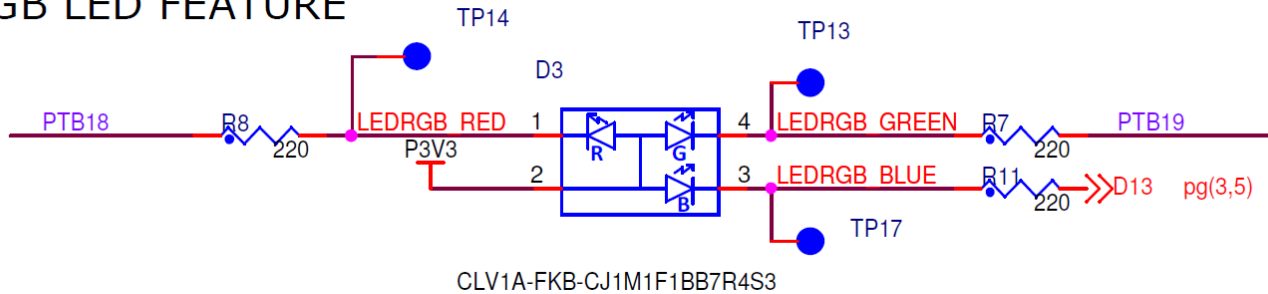 GB LED FEATURE
TP14
TP13
D3
PTB18
R8
220
LEDRGB_RED
1
4
LEDRGB_GREEN
R7
220
PTB19
P3V3
R
G
2
3
LEDRGB_BLUE
R11
220
D13
pg(3,5)
B
TP17
CLV1A-FKB-CJ1M1F1BB7R4S3